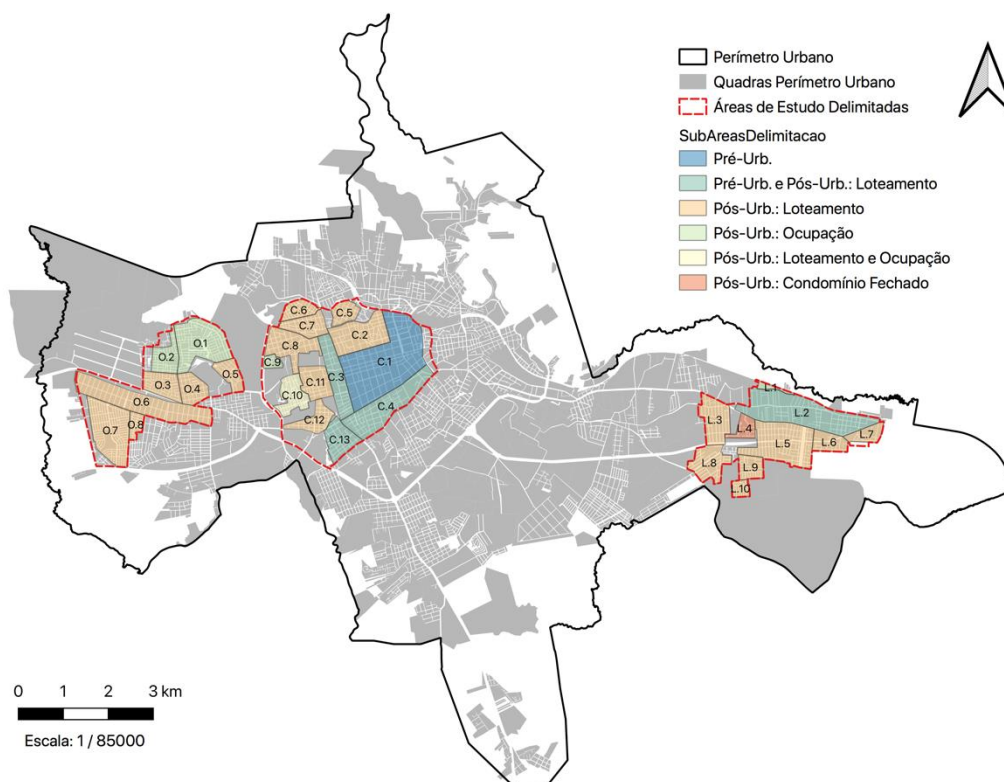 Perímetro Urbano
Quadras Perímetro Urbano
Áreas de Estudo Delimitadas
SubAreasDelimitacao
Pré-Urb.
Pré-Urb. e Pós-Urb.: Loteamento
Pós-Urb.: Loteamento
Pós-Urb.: Ocupação
Pós-Urb.: Loteamento e Ocupação
Pós-Urb.: Condomínio Fechado
C.6
C.5
C.7
C.2
C.8
C.1
C.9
C.3
C.11
C.10
C.4
C.12
C.13
O.1
O.2
O.5
O.3
O.4
O.6
O.8
O.7
L.1
L.2
L.3
L.4
L.5
L.6
L.7
L.8
L.9
L.10
0 1 2 3 km
Escala: 1 / 85000